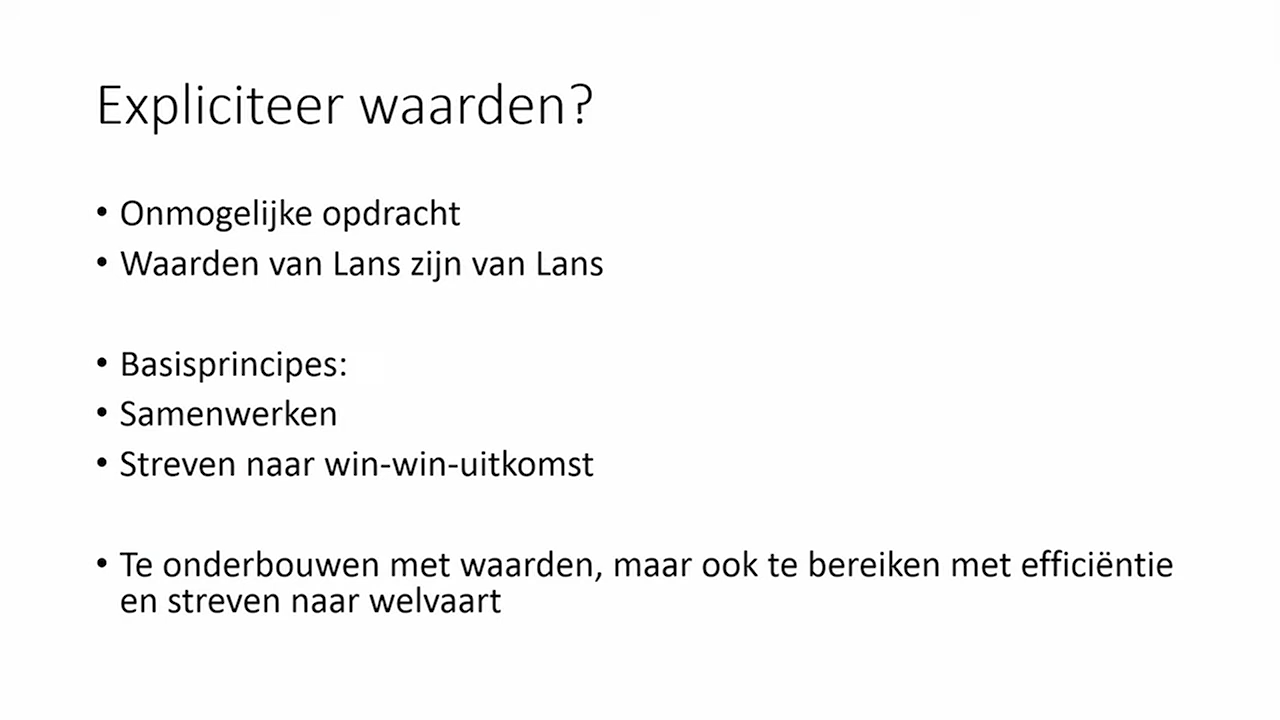 Expliciteer waarden?
• Onmogelijke opdracht
• Waarden van Lans zijn van Lans
• Basisprincipes:
• Samenwerken
• Streven naar win-win-uitkomst
• Te onderbouwen met waarden, maar ook te bereiken met efficiëntie
en streven naar welvaart